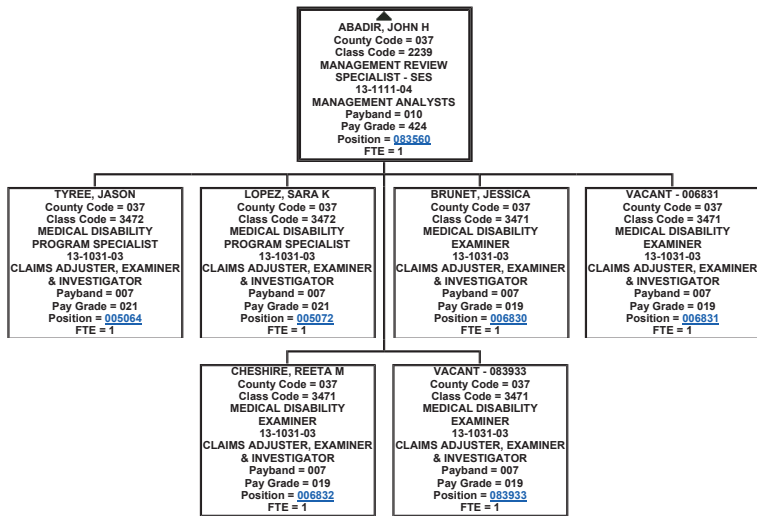 ABADIR, JOHN H
County Code = 037
Class Code = 2239
MANAGEMENT REVIEW
SPECIALIST - SES
13-1111-04
MANAGEMENT ANALYSTS
Payband = 010
Pay Grade = 424
Position = 083560
FTE = 1
TYREE, JASON
County Code = 037
Class Code = 3472
MEDICAL DISABILITY
PROGRAM SPECIALIST
13-1031-03
CLAIMS ADJUSTER, EXAMINER
& INVESTIGATOR
Payband = 007
Pay Grade = 021
Position = 005064
FTE = 1
LOPEZ, SARA K
County Code = 037
Class Code = 3472
MEDICAL DISABILITY
PROGRAM SPECIALIST
13-1031-03
CLAIMS ADJUSTER, EXAMINER
& INVESTIGATOR
Payband = 007
Pay Grade = 021
Position = 005072
FTE = 1
BRUNET, JESSICA
County Code = 037
Class Code = 3471
MEDICAL DISABILITY
EXAMINER
13-1031-03
CLAIMS ADJUSTER, EXAMINER
& INVESTIGATOR
Payband = 007
Pay Grade = 019
Position = 006830
FTE = 1
VACANT - 006831
County Code = 037
Class Code = 3471
MEDICAL DISABILITY
EXAMINER
13-1031-03
CLAIMS ADJUSTER, EXAMINER
& INVESTIGATOR
Payband = 007
Pay Grade = 019
Position = 006831
FTE = 1
CHESHIRE, REETA M
County Code = 037
Class Code = 3471
MEDICAL DISABILITY
EXAMINER
13-1031-03
CLAIMS ADJUSTER, EXAMINER
& INVESTIGATOR
Payband = 007
Pay Grade = 019
Position = 006832
FTE = 1
VACANT - 083933
County Code = 037
Class Code = 3471
MEDICAL DISABILITY
EXAMINER
13-1031-03
CLAIMS ADJUSTER, EXAMINER
& INVESTIGATOR
Payband = 007
Pay Grade = 019
Position = 083933
FTE = 1